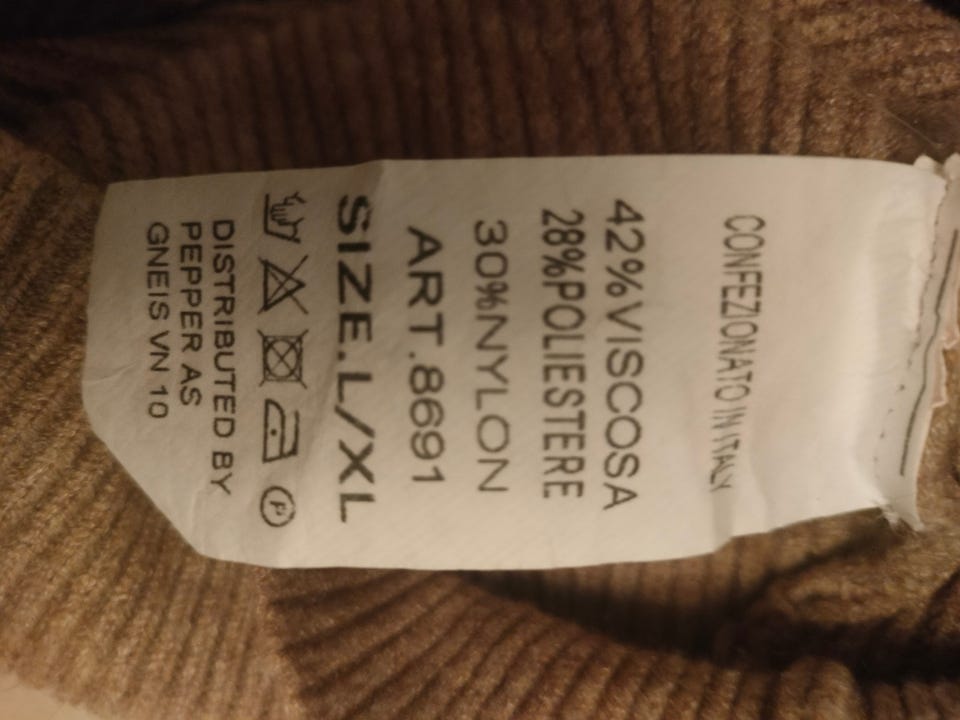 CONFEZIONATO IN ITALY
42%VISCOSA
28%POLIESTERE
30%NYLON
ART.8691
SIZE.L/XL
P
DISTRIBUTED BY
PEPPER AS
GNEIS VN 10